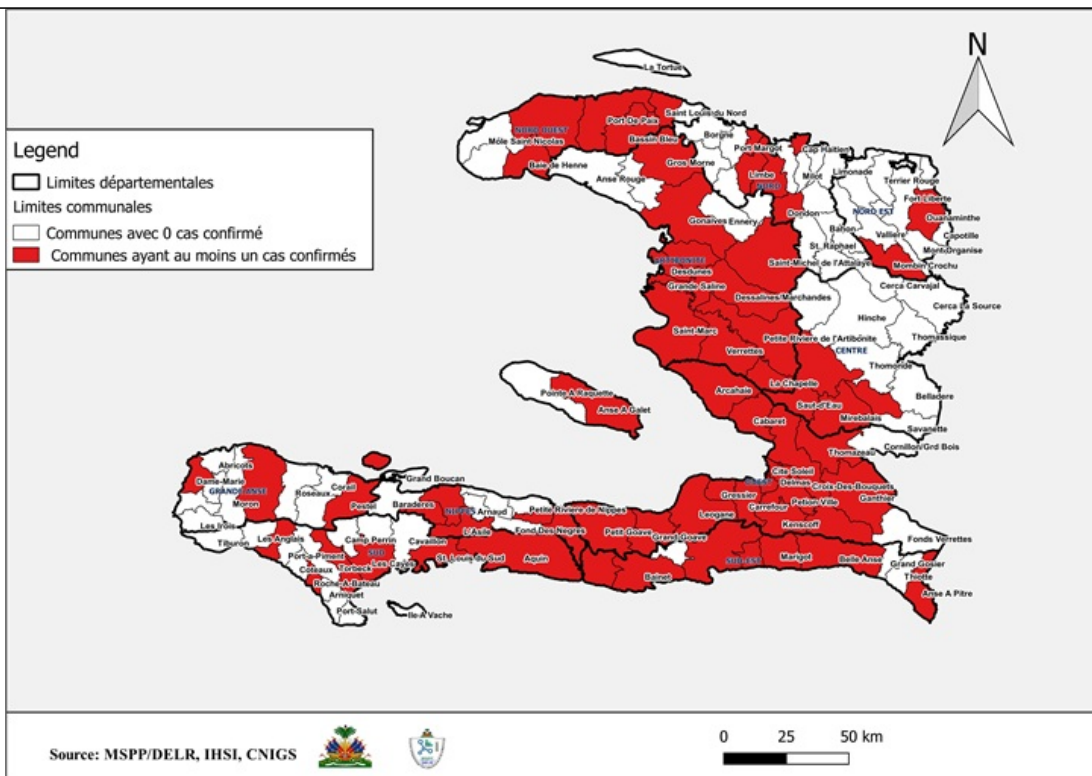 N
La Tortue
Legend
Limites départementales
Limites communales
Communes avec 0 cas confirmé
Communes ayant au moins un cas confirmés
Saint Louis du Nord
Port De Paix
NORD OUEST
Môle Saint Nicolas
Bassin Bleu
Borgne
Port Margot
Cap Haïtien
Baie de Henne
Gros Morne
Limbe
Milot
Limonade
Terrier Rouge
Anse Rouge
NORD
Fort Liberte
Ouanaminthe
NORD EST
Gonaives
Ennery
Dondon
Bahon
Valliere
Capotille
St. Raphael
Mont Organise
Saint-Michel de l'Attalaye
Mombin Crochu
ARTIBONITE
Desdunes
Grande Saline
Cerca Carvajal
Dessalines/Marchandes
Cerca La Source
Hinche
Saint-Marc
Petite Riviere de l'Artibonite
Thomassique
Verrettes
CENTRE
Thomonde
La Chapelle
Pointe A Raquette
Arcahaie
Belladere
Anse A Galet
Saut-d'Eau
Mirebalais
Cabaret
Savanette
Cornillon/Grd Bois
Thomazeau
Abricots
Cite Soleil
Dame-Marie
Grand Boucan
OUEST
Delmas
Croix-Des-Bouquets
GRANDE ANSE
Corail
Roseaux
Gressier
Petion Ville
Ganthier
Moron
Pestel
Baraderes
NIPPES
Arnaud
Petite Riviere de Nippes
Leogane
Carrefour
Les Irois
L'Asile
Fond Des Negres
Petit Goave
Kenscoff
Tiburon
Les Anglais
Camp Perrin
Cavaillon
Grand Goave
Fonds Verrettes
Port-a-Piment
SUD
Les Cayes
St. Louis du Sud
Aquin
SUD-EST
Marigot
Belle Anse
Grand Gosier
Coteaux
Torbeck
Bainet
Thiotte
Roche-A-Bateau
Arniquet
Anse A Pitre
Port-Salut
Ile A Vache
Source: MSPP/DELR, IHSI, CNIGS
0 25 50 km